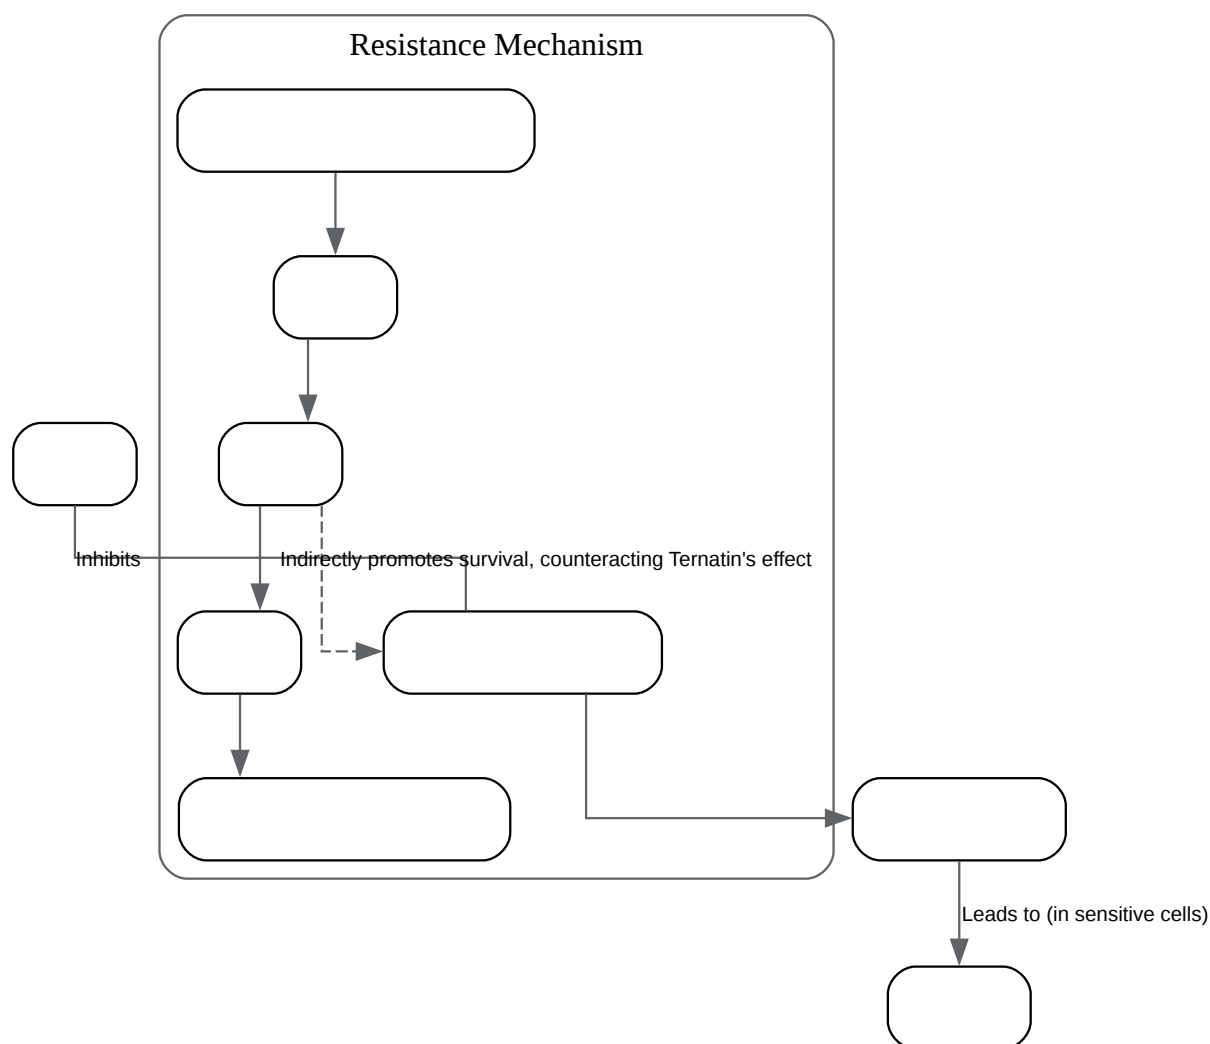 Resistance Mechanism
Inhibits
Indirectly promotes survival, counteracting Ternatin's effect
Leads to (in sensitive cells)